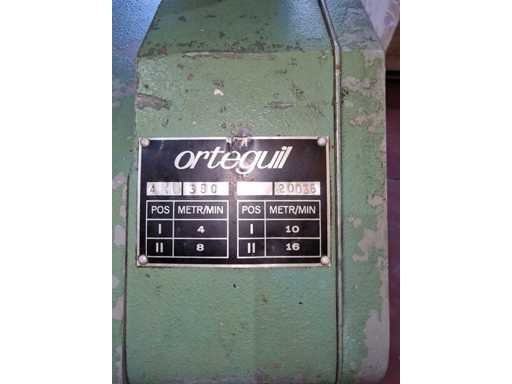 orteguil
380 20036
POS METR/MIN POS METR/MIN
I 4 I 10
II 8 II 16